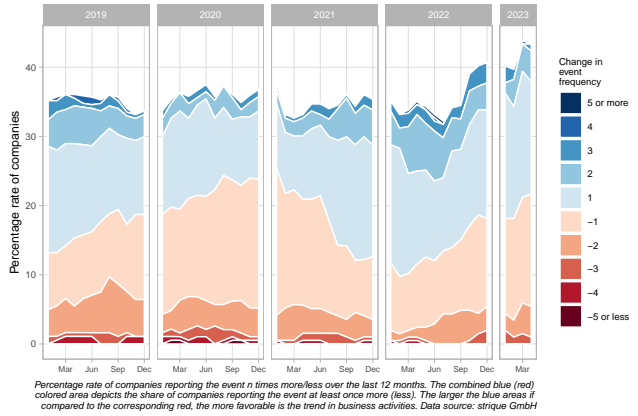 2019 2020 2021 2022 2023
Percentage rate of companies
40
30
20
10
0
Mar Jun Sep Dec Mar Jun Sep Dec Mar Jun Sep Dec Mar Jun Sep Dec Mar
Change in
event
frequency
5 or more
4
3
2
1
−1
−2
−3
−4
−5 or less
Percentage rate of companies reporting the event n times more/less over the last 12 months. The combined blue (red)
colored area depicts the share of companies reporting the event at least once more (less). The larger the blue areas if
compared to the corresponding red, the more favorable is the trend in business activities. Data source: strique GmbH